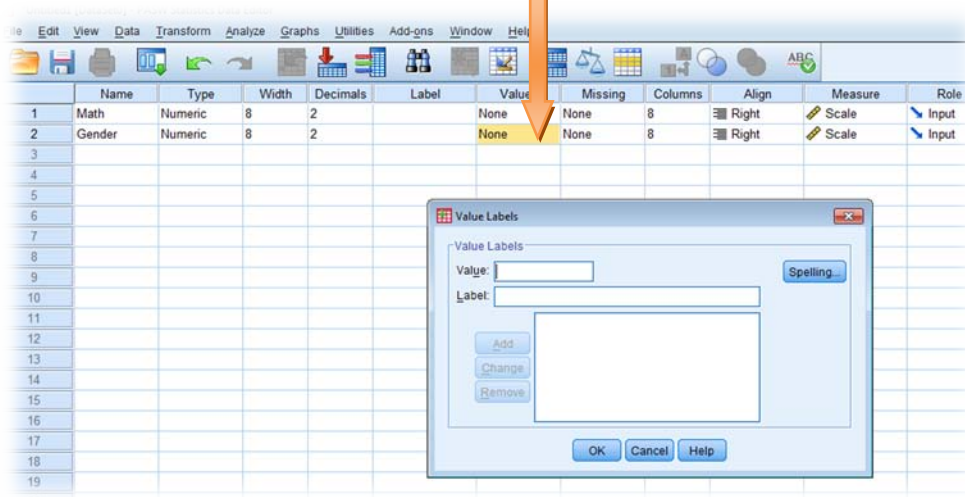 Edit View Data Transform Analyze Graphs Utilities Add-ons Window Help
ABC
Name Type Width Decimals Label Value Missing Columns Align Measure Role
1 Math Numeric 8 2 None None 8 Right Scale Input
2 Gender Numeric 8 2 None None 8 Right Scale Input
3
4
5
6
7
8
9
10
11
12
13
14
15
16
17
18
19
Value Labels
Value Labels
Value:
Spelling...
Label:
Add
Change
Remove
OK Cancel Help